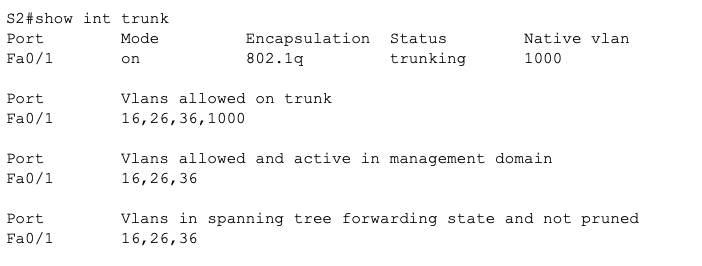 S2#show int trunk
Port        Mode         Encapsulation  Status        Native vlan
Fa0/1       on           802.1q         trunking      1000
Port        Vlans allowed on trunk
Fa0/1       16,26,36,1000
Port        Vlans allowed and active in management domain
Fa0/1       16,26,36
Port        Vlans in spanning tree forwarding state and not pruned
Fa0/1       16,26,36